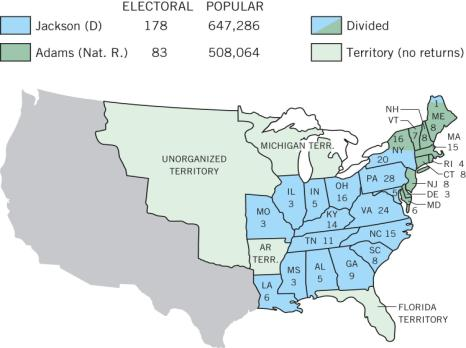 ELECTORAL POPULAR
Jackson (D) 178 647,286
Divided
Adams (Nat. R.) 83 508,064
Territory (no returns)
1
NH
ME
VT
8
7
8
MA
15
16
NY
20
MICHIGAN TERR.
RI 4
CT 8
UNORGANIZED
TERRITORY
PA 28
NJ 8
OH
16
IL
3
IN
5
5
DE 3
MD
6
MO
3
KY
14
VA 24
NC 15
TN 11
AR
TERR.
SC
8
MS
3
AL
5
GA
9
LA
6
FLORIDA
TERRITORY